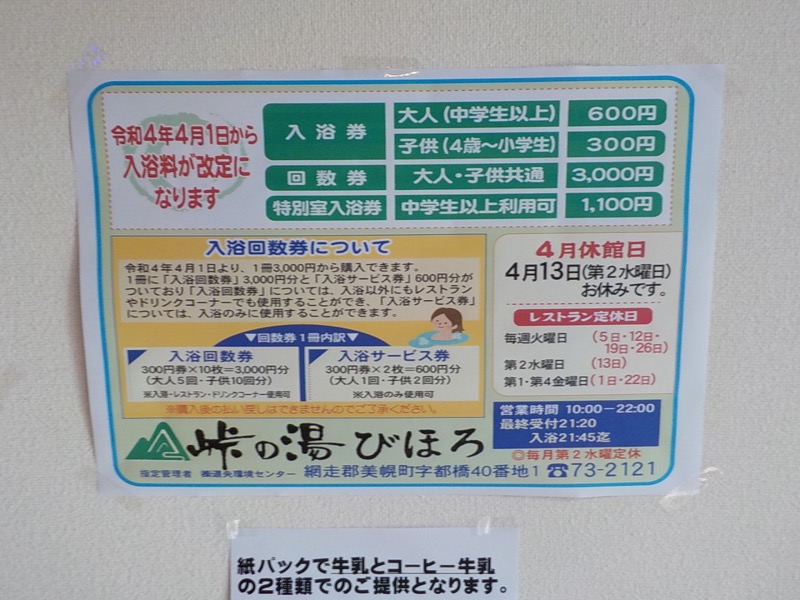 令和4年4月1日から
入浴料が改定に
なります
入浴券
大人(中学生以上) 600円
子供(4歳~小学生) 300円
回数券 大人・子供共通 3,000円
特別室入浴券 中学生以上利用可 1,100円
入浴回数券について
令和4年4月1日より、1冊3,000円から購入できます。
1冊に「入浴回数券」3,000円分と「入浴サービス券」600円分が
ついており「入浴回数券」については、入浴以外にもレストラン
やドリンクコーナーでも使用することができ、「入浴サービス券」
については、入浴のみに使用することができます。
▼回数券1冊内訳▼
入浴回数券
300円券×10枚=3,000円分
(大人5回・子供10回分)
※入浴・レストラン・ドリンクコーナー使用可
入浴サービス券
300円券×2枚=600円分
(大人1回・子供2回分)
※入浴のみ使用可
※購入後の払い戻しはできませんのでご了承ください。
4月休館日
4月13日(第2水曜日)
お休みです。
レストラン定休日
毎週火曜日 (5日・12日・
19日・26日)
第2水曜日 (13日)
第1・第4金曜日 (1日・22日)
営業時間 10:00-22:00
最終受付21:20
入浴21:45迄
◎毎月第2水曜定休
峠の湯びほろ
指定管理者 ㈱道央環境センター 網走郡美幌町字都橋40番地1 ☎73-2121
紙パックで牛乳とコーヒー牛乳
の2種類でのご提供となります。